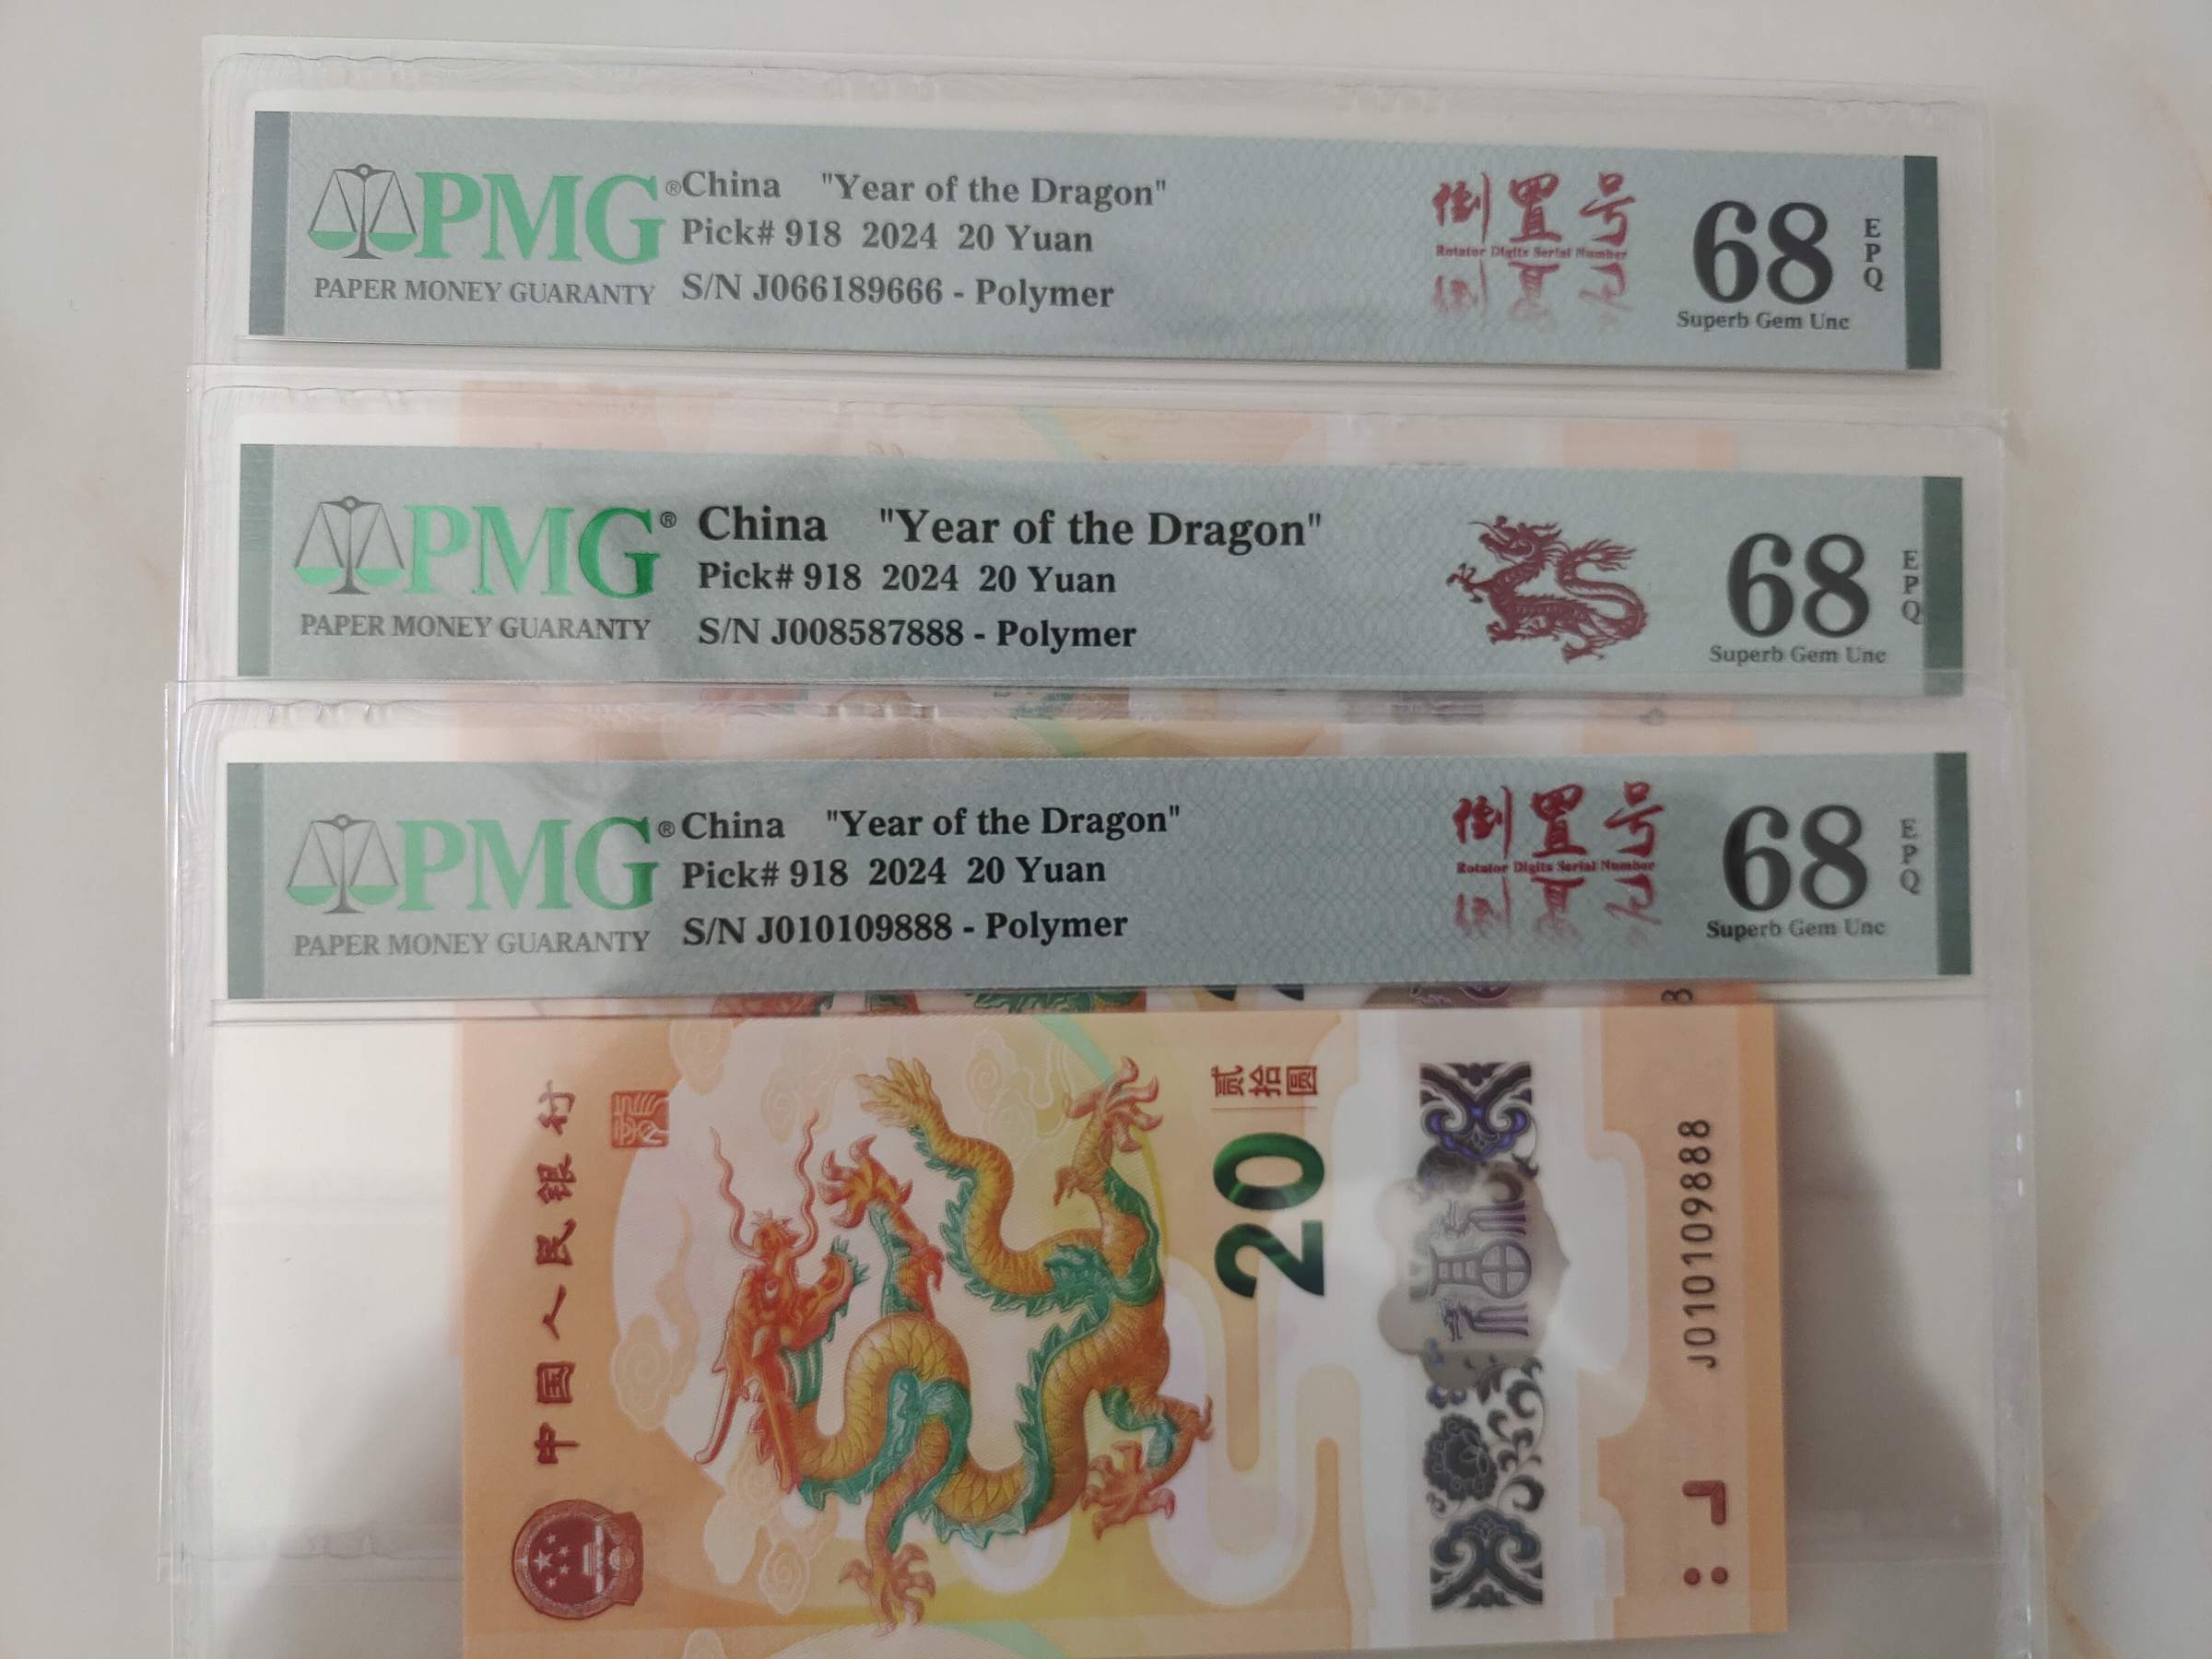 PMG®
PAPER MONEY GUARANTY
China "Year of the Dragon"
Pick# 918 2024 20 Yuan
S/N J066189666 - Polymer
倒置号
Rotator Digits Serial Number
68
EPQ
Superb Gem Unc
PMG®
PAPER MONEY GUARANTY
China "Year of the Dragon"
Pick# 918 2024 20 Yuan
S/N J008587888 - Polymer
68
EPQ
Superb Gem Unc
PMG®
PAPER MONEY GUARANTY
China "Year of the Dragon"
Pick# 918 2024 20 Yuan
S/N J010109888 - Polymer
倒置号
Rotator Digits Serial Number
68
EPQ
Superb Gem Unc
中国人民银行
贰拾圆
20
J010109888